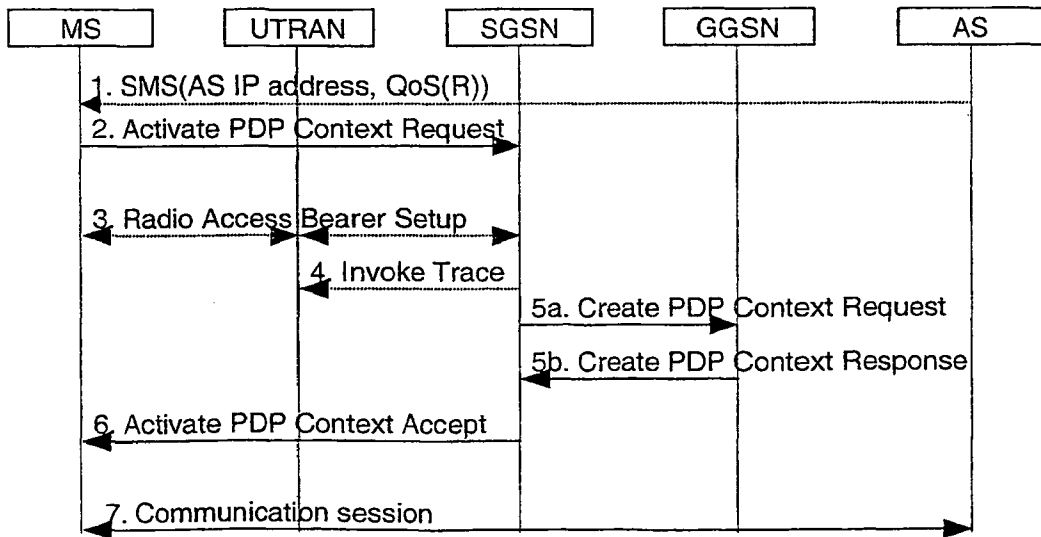 MS UTRAN SGSN GGSN AS
1. SMS(AS IP address, QoS(R))
2. Activate PDP Context Request
3. Radio Access Bearer Setup
4. Invoke Trace
5a. Create PDP Context Request
5b. Create PDP Context Response
6. Activate PDP Context Accept
7. Communication session